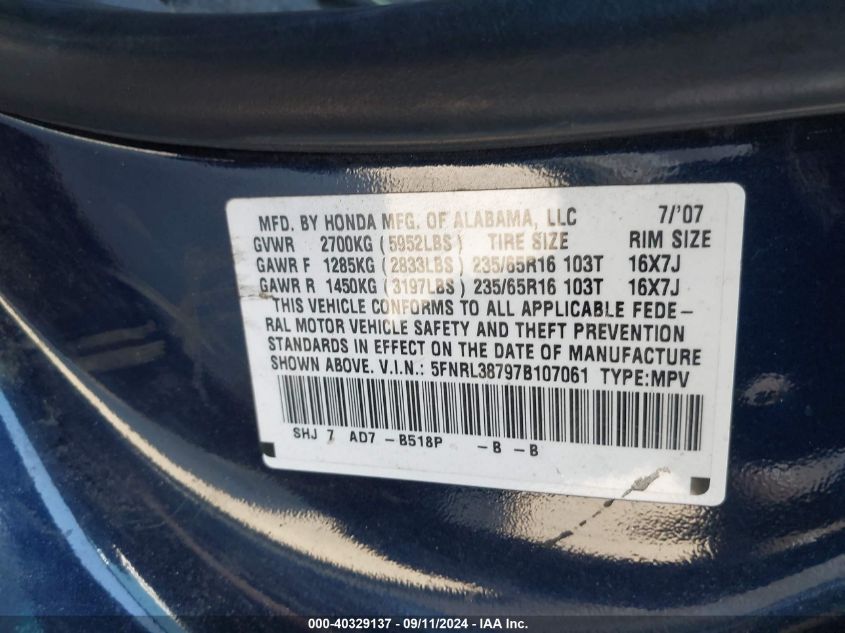 MFD. BY HONDA MFG. OF ALABAMA, LLC 7/'07
GVWR 2700KG (5952LBS) TIRE SIZE RIM SIZE
GAWR F 1285KG (2833LBS) 235/65R16 103T 16X7J
GAWR R 1450KG (3197LBS) 235/65R16 103T 16X7J
THIS VEHICLE CONFORMS TO ALL APPLICABLE FEDE-
RAL MOTOR VEHICLE SAFETY AND THEFT PREVENTION
STANDARDS IN EFFECT ON THE DATE OF MANUFACTURE
SHOWN ABOVE. V.I.N.: 5FNRL38797B107061 TYPE:MPV
SHJ 7 AD7 -B518P -B -B
000-40329137 - 09/11/2024 - www.iaai.com